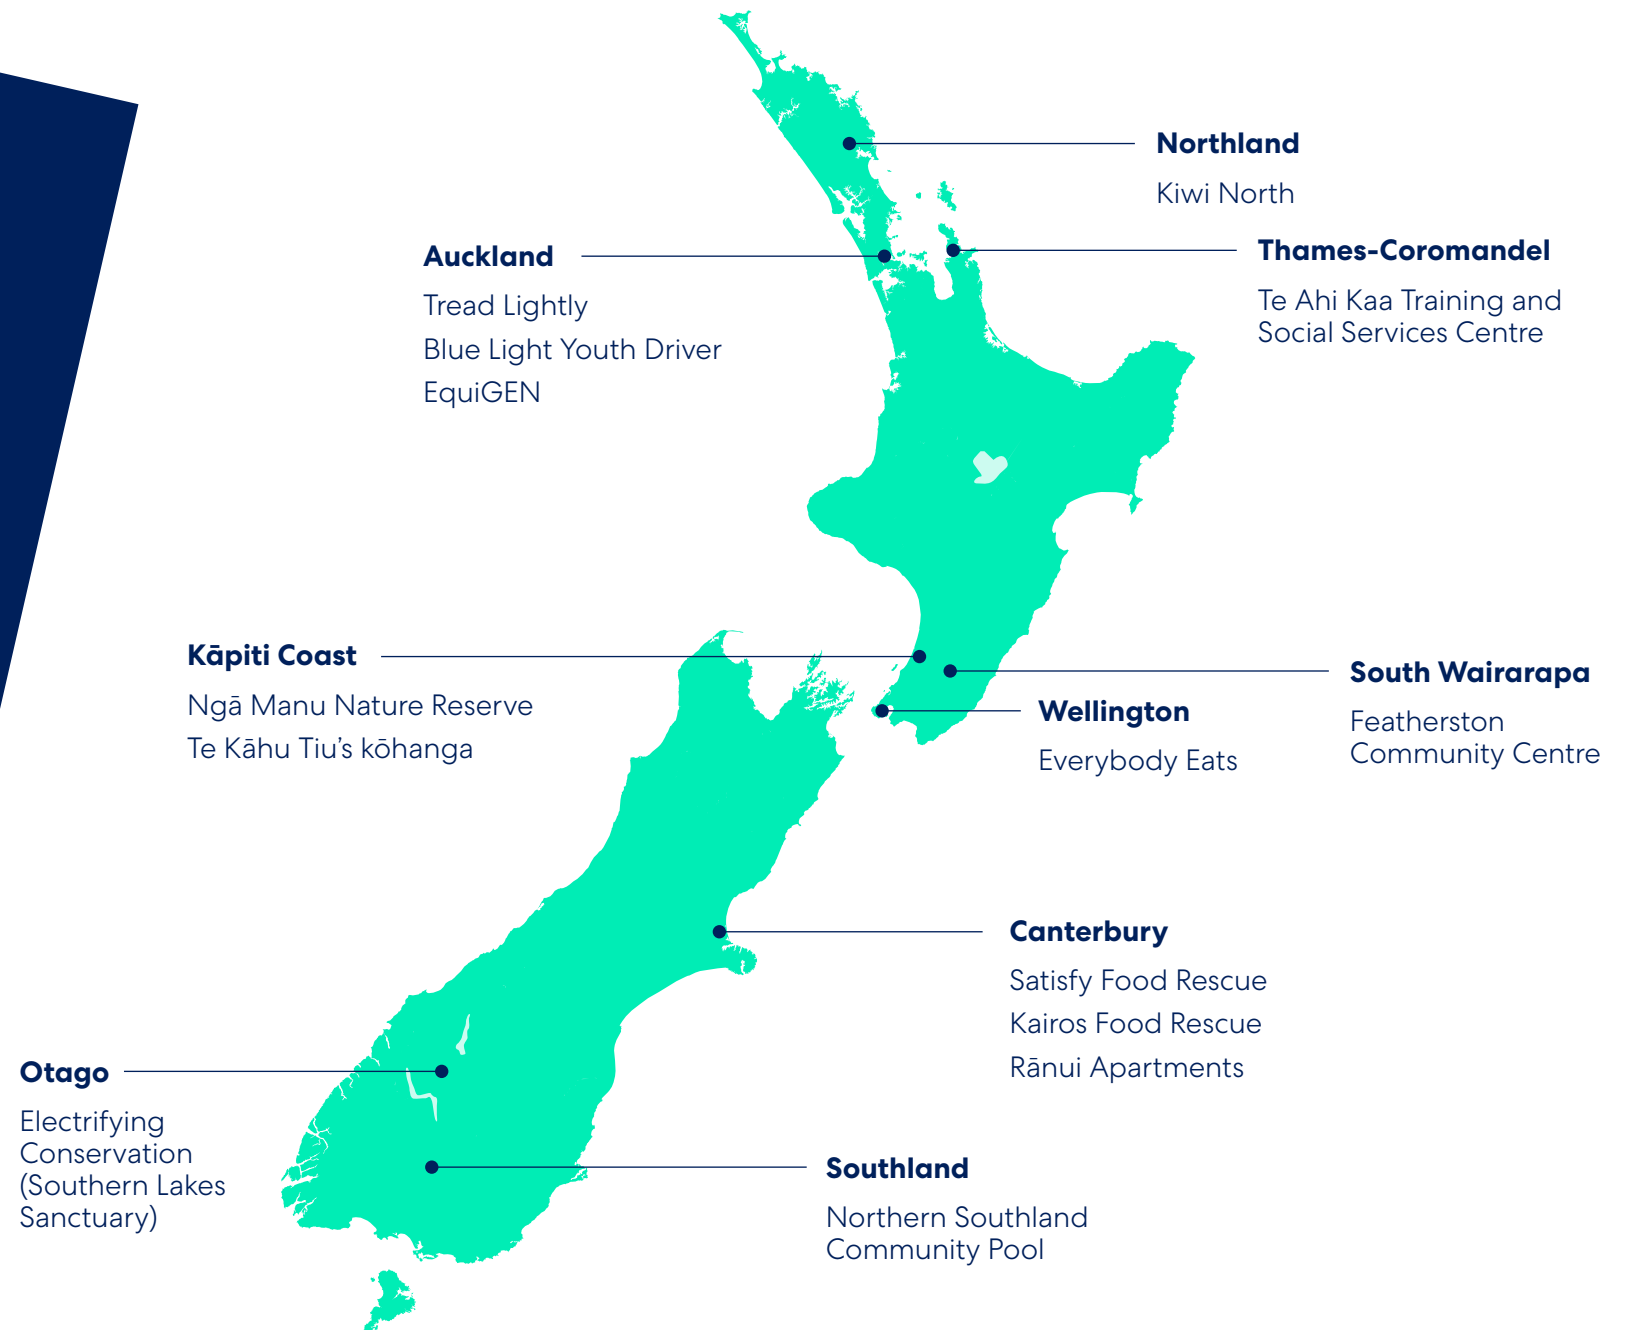 Northland
Kiwi North
Auckland
Tread Lightly
Blue Light Youth Driver
EquiGEN
Thames-Coromandel
Te Ahi Kaa Training and
Social Services Centre
Kāpiti Coast
Ngā Manu Nature Reserve
Te Kāhu Tiu’s kōhanga
South Wairarapa
Featherston
Community Centre
Wellington
Everybody Eats
Canterbury
Satisfy Food Rescue
Kairos Food Rescue
Rānui Apartments
Otago
Electrifying
Conservation
(Southern Lakes
Sanctuary)
Southland
Northern Southland
Community Pool